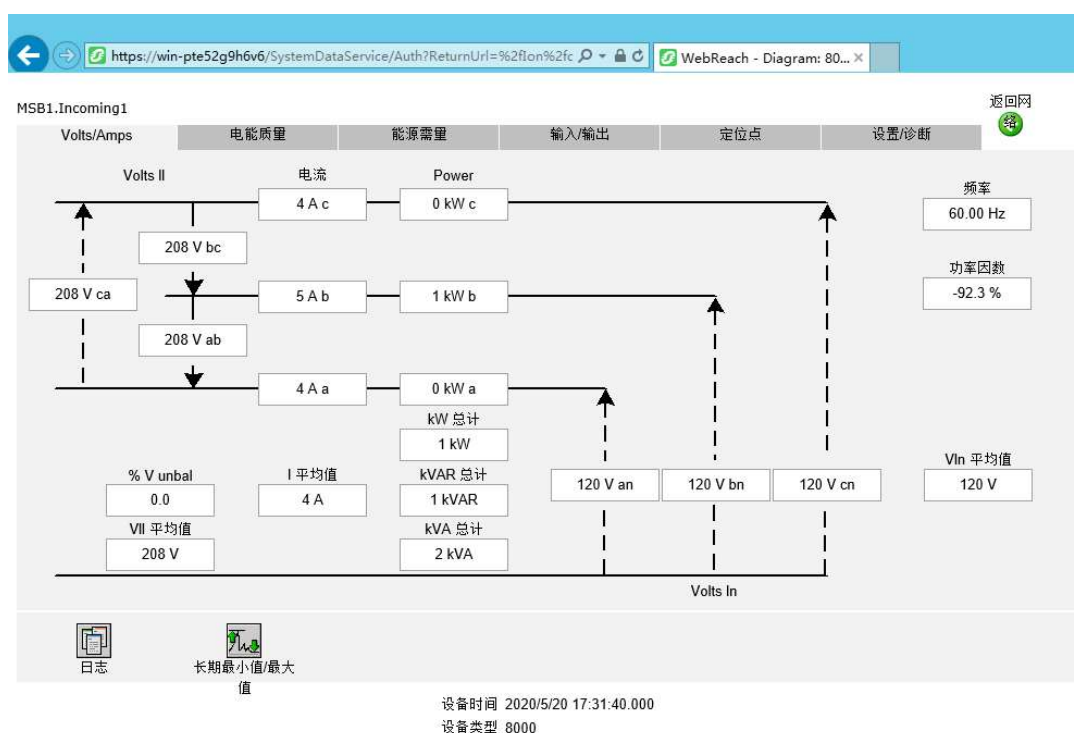 https://win-pte52g9h6v6/SystemDataService/Auth?ReturnUrl=%2fIon%2fc
WebReach - Diagram: 80...
MSB1.Incoming1
返回网
络
Volts/Amps 电能质量 能源需量 输入/输出 定位点 设置/诊断
Volts ll 电流 Power 频率
4 A c 0 kW c 60.00 Hz
208 V bc
功率因数
208 V ca 5 A b 1 kW b -92.3 %
208 V ab
4 A a 0 kW a
kW 总计
1 kW
% V unbal I 平均值 kVAR 总计 Vln 平均值
0.0 4 A 1 kVAR 120 V an 120 V bn 120 V cn 120 V
Vll 平均值 kVA 总计
208 V 2 kVA
Volts ln
日志 长期最小值/最大
值
设备时间 2020/5/20 17:31:40.000
设备类型 8000